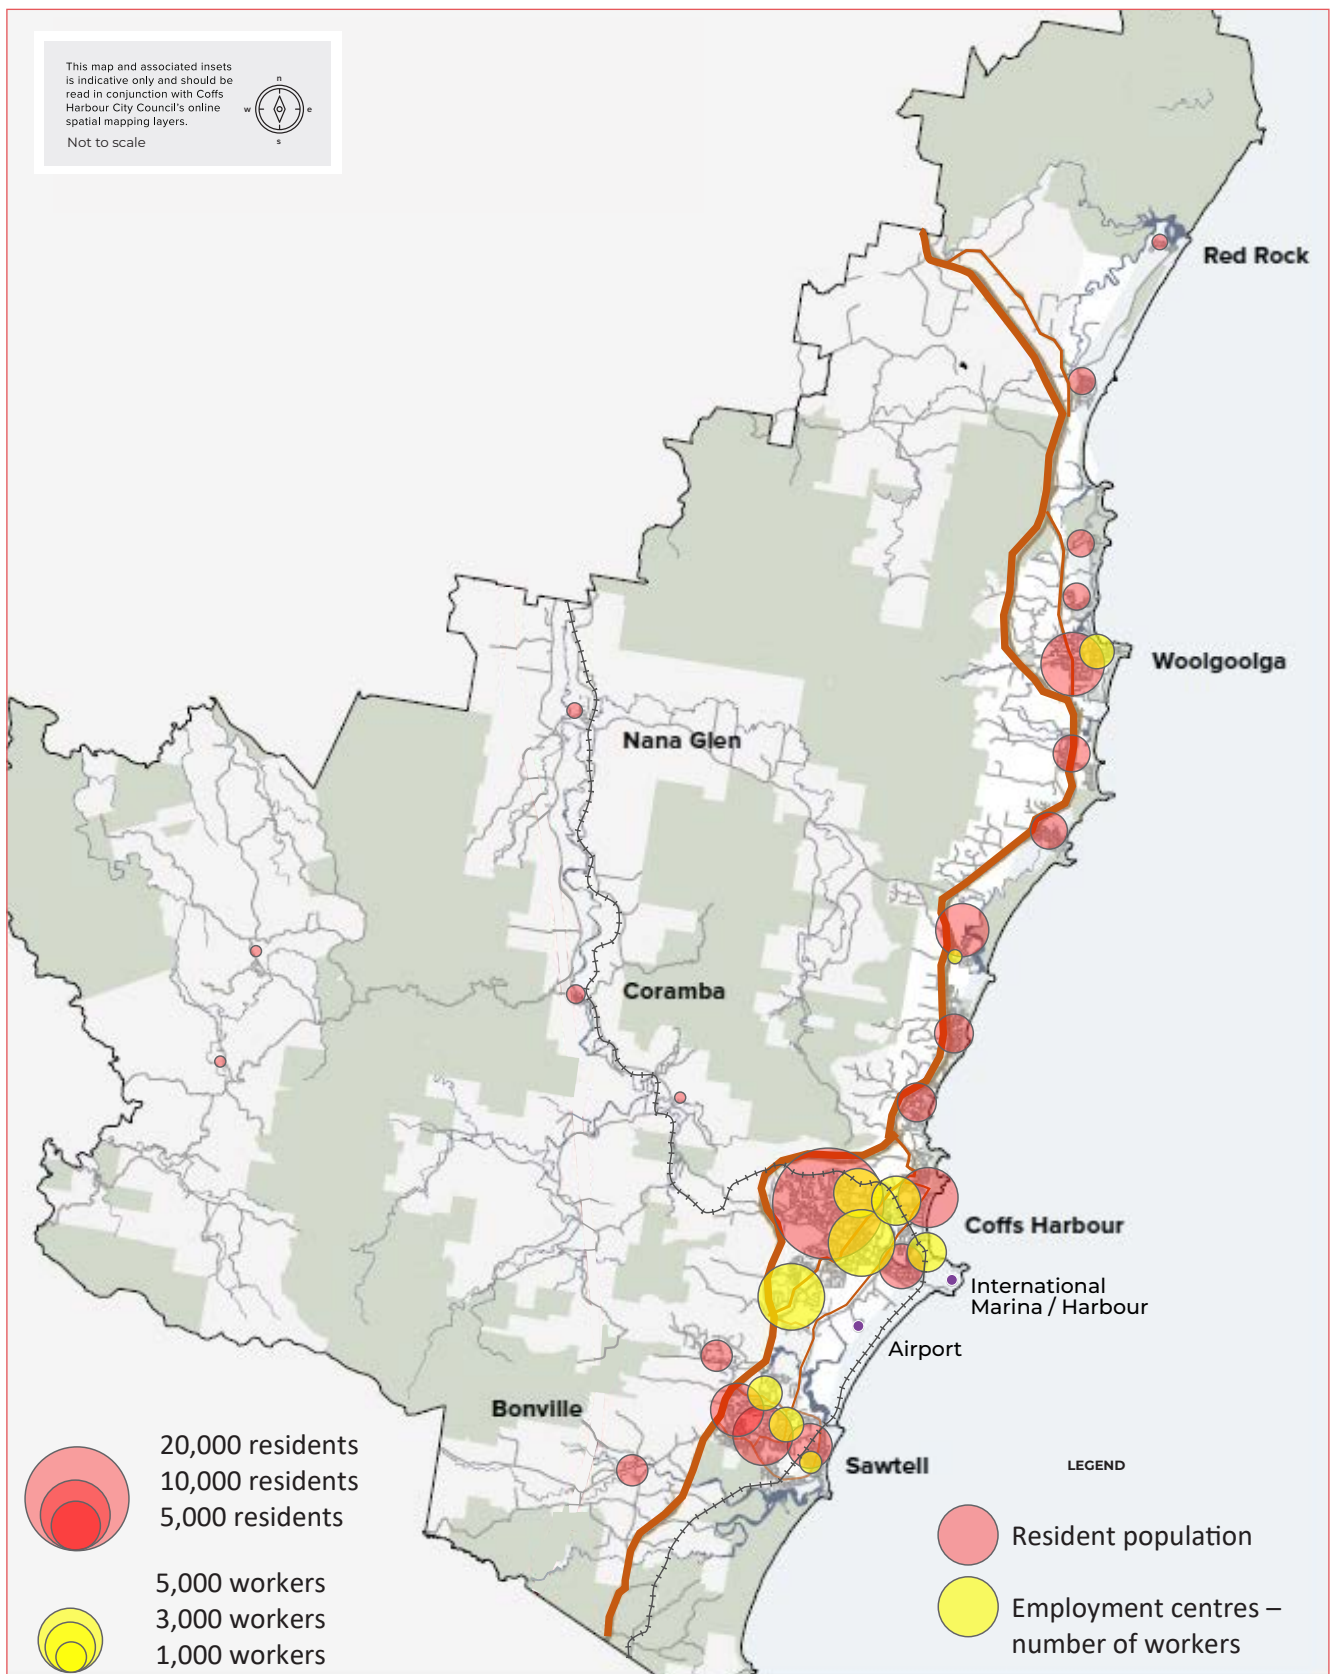 This map and associated insets
is indicative only and should be
read in conjunction with Coffs
Harbour City Council's online
spatial mapping layers.
Not to scale
n
w
e
s
Red Rock
Woolgoolga
Nana Glen
Coramba
Coffs Harbour
International
Marina / Harbour
Airport
Bonville
Sawtell
20,000 residents
10,000 residents
5,000 residents
5,000 workers
3,000 workers
1,000 workers
LEGEND
Resident population
Employment centres –
number of workers